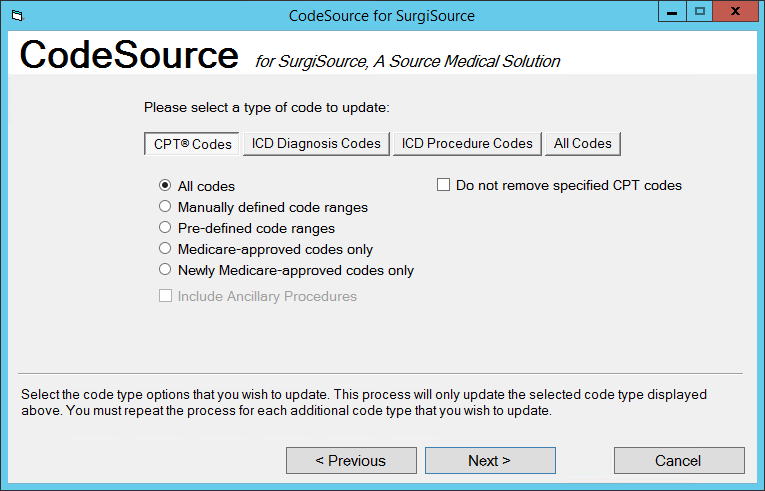 CodeSource for SurgiSource
CodeSource for SurgiSource, A Source Medical Solution
Please select a type of code to update:
CPT® Codes ICD Diagnosis Codes ICD Procedure Codes All Codes
All codes Do not remove specified CPT codes
Manually defined code ranges
Pre-defined code ranges
Medicare-approved codes only
Newly Medicare-approved codes only
Include Ancillary Procedures
Select the code type options that you wish to update. This process will only update the selected code type displayed
above. You must repeat the process for each additional code type that you wish to update.
< Previous Next > Cancel